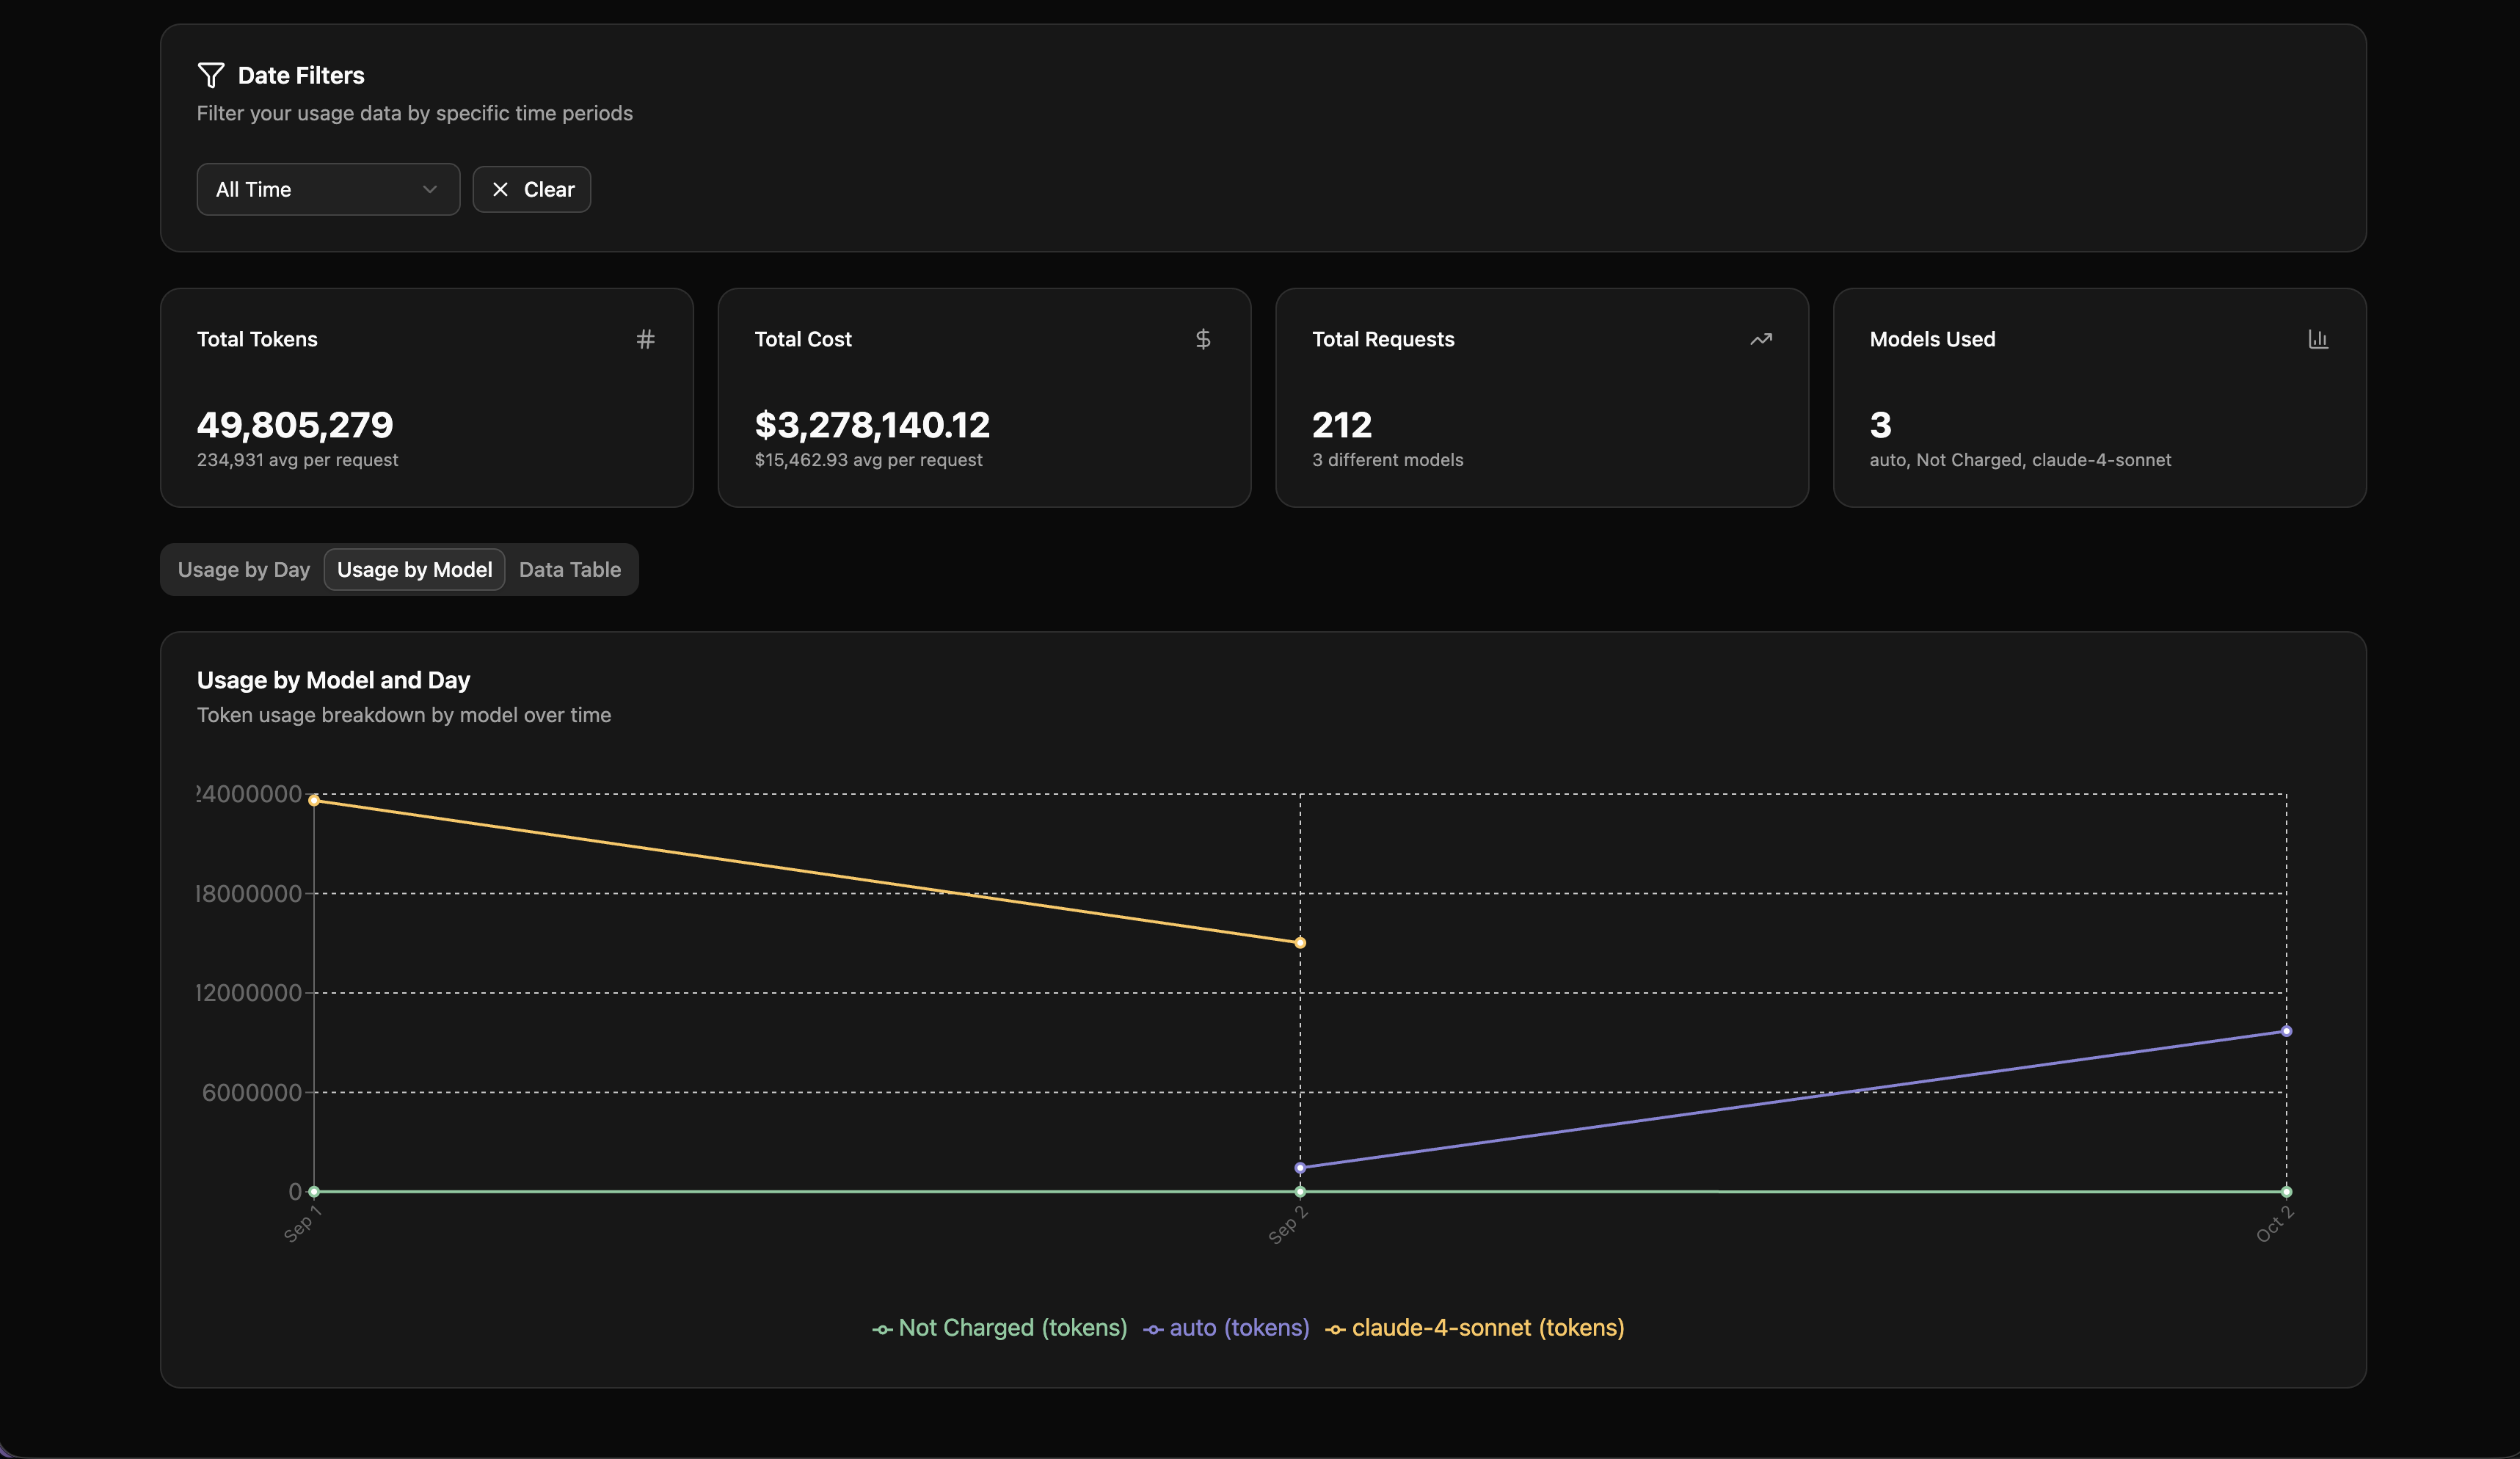 Date Filters
Filter your usage data by specific time periods
All Time
Clear
Total Tokens
49,805,279
234,931 avg per request
Total Cost
$3,278,140.12
$15,462.93 avg per request
Total Requests
212
3 different models
Models Used
3
auto, Not Charged, claude-4-sonnet
Usage by Day Usage by Model Data Table
Usage by Model and Day
Token usage breakdown by model over time
24000000
18000000
12000000
6000000
0
Sep 1 Sep 2 Oct 2
Not Charged (tokens) auto (tokens) claude-4-sonnet (tokens)